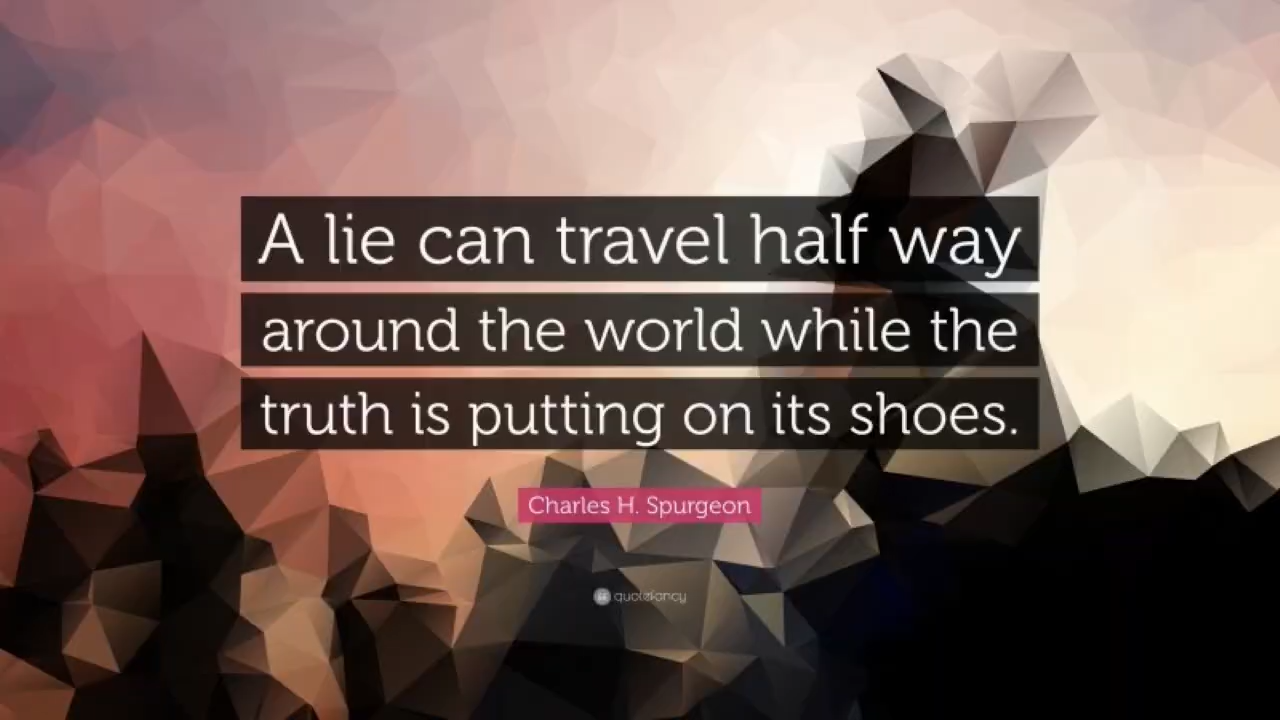 A lie can travel half way
around the world while the
truth is putting on its shoes.
Charles H. Spurgeon
quotefancy